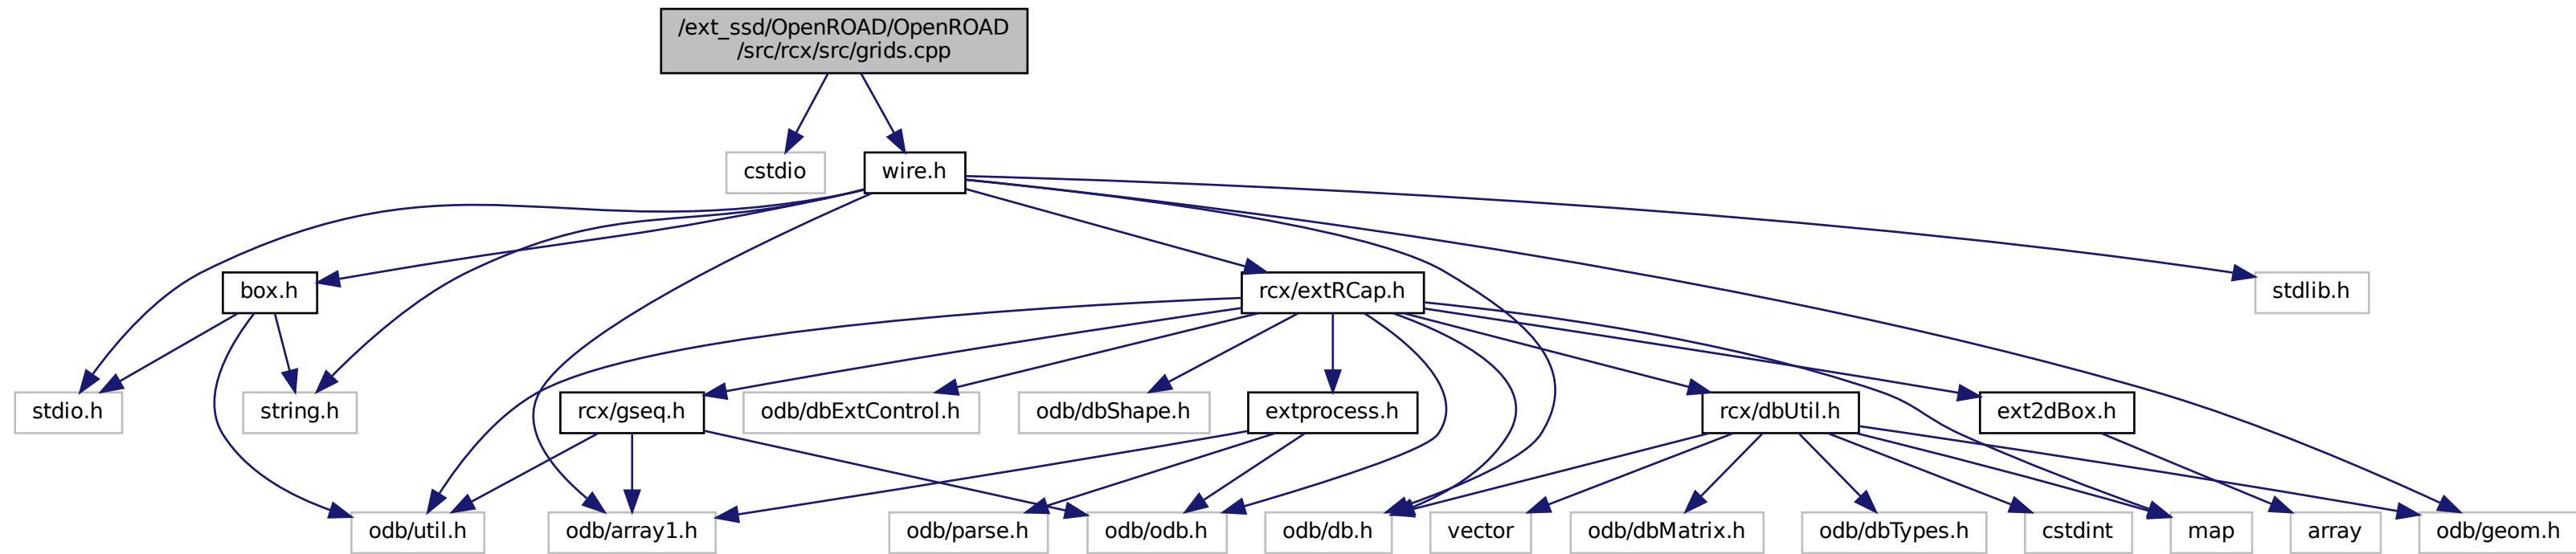 /ext_ssd/OpenROAD/OpenROAD
/src/rcx/src/grids.cpp
cstdio
wire.h
box.h
rcx/extRCap.h
stdlib.h
stdio.h
string.h
rcx/gseq.h
odb/dbExtControl.h
odb/dbShape.h
extprocess.h
rcx/dbUtil.h
ext2dBox.h
odb/util.h
odb/array1.h
odb/parse.h
odb/odb.h
odb/db.h
vector
odb/dbMatrix.h
odb/dbTypes.h
cstdint
map
array
odb/geom.h